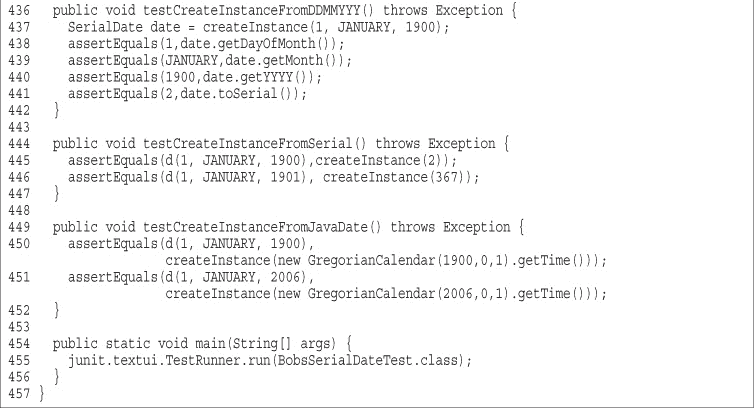 436 public void testCreateInstanceFromDDMMYYY() throws Exception {
437 SerialDate date = createInstance(1, JANUARY, 1900);
438 assertEquals(1,date.getDayOfMonth());
439 assertEquals(JANUARY,date.getMonth());
440 assertEquals(1900,date.getYYYY());
441 assertEquals(2,date.toSerial());
442 }
443
444 public void testCreateInstanceFromSerial() throws Exception {
445 assertEquals(d(1, JANUARY, 1900),createInstance(2));
446 assertEquals(d(1, JANUARY, 1901), createInstance(367));
447 }
448
449 public void testCreateInstanceFromJavaDate() throws Exception {
450 assertEquals(d(1, JANUARY, 1900),
createInstance(new GregorianCalendar(1900,0,1).getTime()));
451 assertEquals(d(1, JANUARY, 2006),
createInstance(new GregorianCalendar(2006,0,1).getTime()));
452 }
453
454 public static void main(String[] args) {
455 junit.textui.TestRunner.run(BobsSerialDateTest.class);
456 }
457 }